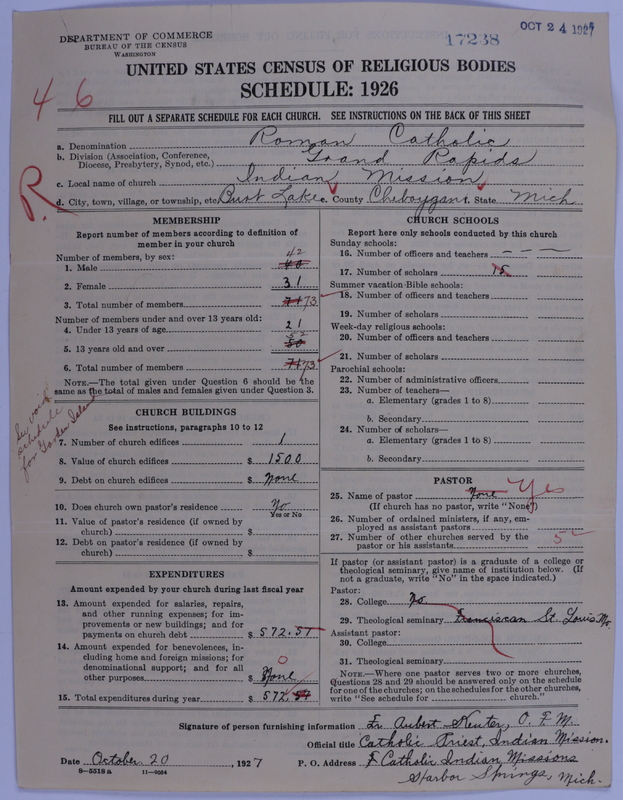 DEPARTMENT OF COMMERCE
BUREAU OF THE CENSUS
WASHINGTON
17238
OCT 24 1927
UNITED STATES CENSUS OF RELIGIOUS BODIES
SCHEDULE: 1926
4 6
FILL OUT A SEPARATE SCHEDULE FOR EACH CHURCH. SEE INSTRUCTIONS ON THE BACK OF THIS SHEET
a. Denomination Roman Catholic
b. Division (Association, Conference, Diocese, Presbytery, Synod, etc.) Grand Rapids
c. Local name of church Indian Mission
R.
d. City, town, village, or township, etc. Burt Lake e. County Cheboygan f. State Mich.
MEMBERSHIP
Report number of members according to definition of
member in your church
Number of members, by sex:
42
1. Male 40
2. Female 31
3. Total number of members 71 73
Number of members under and over 13 years old:
4. Under 13 years of age 21
52
5. 13 years old and over 50
6. Total number of members 71 73
NOTE.—The total given under Question 6 should be the
same as the total of males and females given under Question 3.
schedule
for Garden Island
CHURCH BUILDINGS
See instructions, paragraphs 10 to 12
7. Number of church edifices 1
8. Value of church edifices $ 1500
9. Debt on church edifices $ None
10. Does church own pastor's residence No
Yes or No
11. Value of pastor's residence (if owned by
church) $
12. Debt on pastor's residence (if owned by
church) $
EXPENDITURES
Amount expended by your church during last fiscal year
13. Amount expended for salaries, repairs,
and other running expenses; for im-
provements or new buildings; and for
payments on church debt $ 572.57
14. Amount expended for benevolences, in-
cluding home and foreign missions; for
denominational support; and for all
0
other purposes $ None
15. Total expenditures during year $ 572.57
CHURCH SCHOOLS
Report here only schools conducted by this church
Sunday schools:
16. Number of officers and teachers — — —
17. Number of scholars 15
Summer vacation Bible schools:
18. Number of officers and teachers
19. Number of scholars
Week-day religious schools:
20. Number of officers and teachers
21. Number of scholars
Parochial schools:
22. Number of administrative officers
23. Number of teachers—
a. Elementary (grades 1 to 8)
b. Secondary
24. Number of scholars—
a. Elementary (grades 1 to 8)
b. Secondary
PASTOR
25. Name of pastor None Yes
(If church has no pastor, write "None")
26. Number of ordained ministers, if any, em-
ployed as assistant pastors
27. Number of other churches served by the
pastor or his assistants 5
If pastor (or assistant pastor) is a graduate of a college or
theological seminary, give name of institution below. (If
not a graduate, write "No" in the space indicated.)
Pastor:
28. College No
29. Theological seminary Franciscan St. Louis Mo.
Assistant pastor:
30. College
31. Theological seminary
NOTE.—Where one pastor serves two or more churches,
Questions 28 and 29 should be answered only on the schedule
for one of the churches; on the schedules for the other churches,
write "See schedule for church."
Signature of person furnishing information Fr. Aubert Keuter, O.F.M.
Official title Catholic Priest, Indian Mission.
Date October 20, 1927 P. O. Address Catholic Indian Missions
8-5518 a 11-9054
Harbor Springs, Mich.